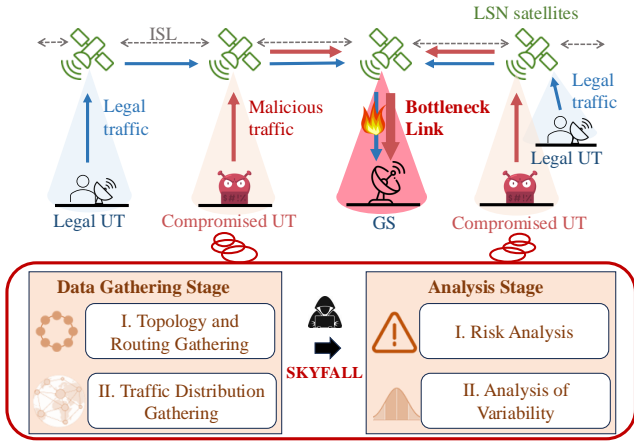 LSN satellites
ISL
Legal
traffic
Malicious
traffic
Bottleneck
Link
Legal
traffic
Legal UT
Legal UT
Compromised UT
GS
Compromised UT
Data Gathering Stage
I. Topology and
Routing Gathering
II. Traffic Distribution
Gathering
SKYFALL
Analysis Stage
I. Risk Analysis
II. Analysis of
Variability